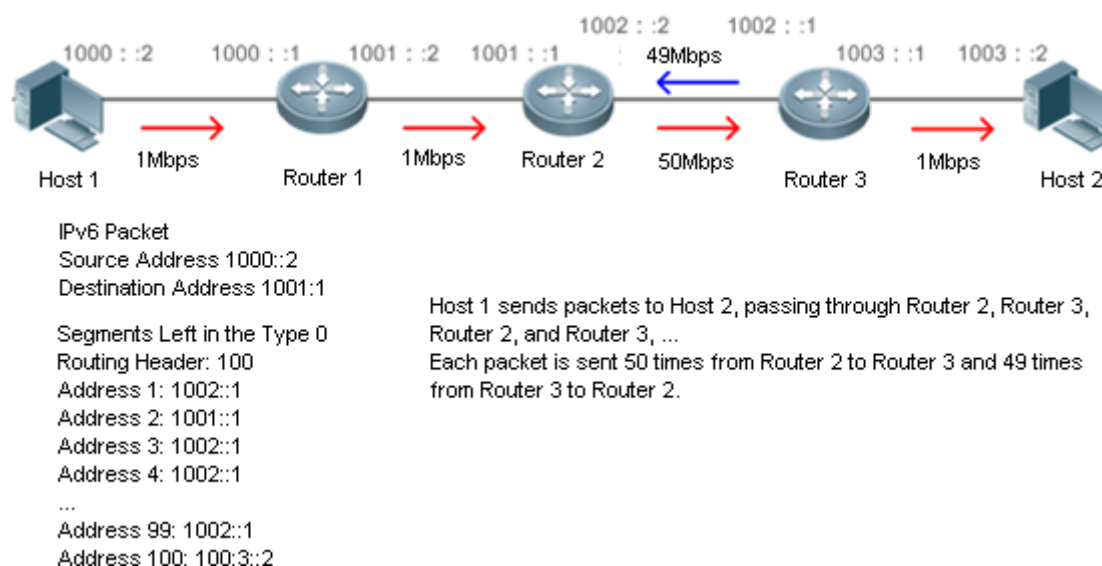 1002 : :2 1002 : :1
1000 : :2 1000 : :1 1001 : :2 1001 : :1 49Mbps 1003 : :1 1003 : :2
1Mbps 1Mbps 50Mbps 1Mbps
Host 1 Router 1 Router 2 Router 3 Host 2
IPv6 Packet
Source Address 1000::2
Destination Address 1001:1
Segments Left in the Type 0
Routing Header: 100
Address 1: 1002::1
Address 2: 1001::1
Address 3: 1002::1
Address 4: 1002::1
...
Address 99: 1002::1
Address 100: 100:3::2
Host 1 sends packets to Host 2, passing through Router 2, Router 3,
Router 2, and Router 3, ...
Each packet is sent 50 times from Router 2 to Router 3 and 49 times
from Router 3 to Router 2.